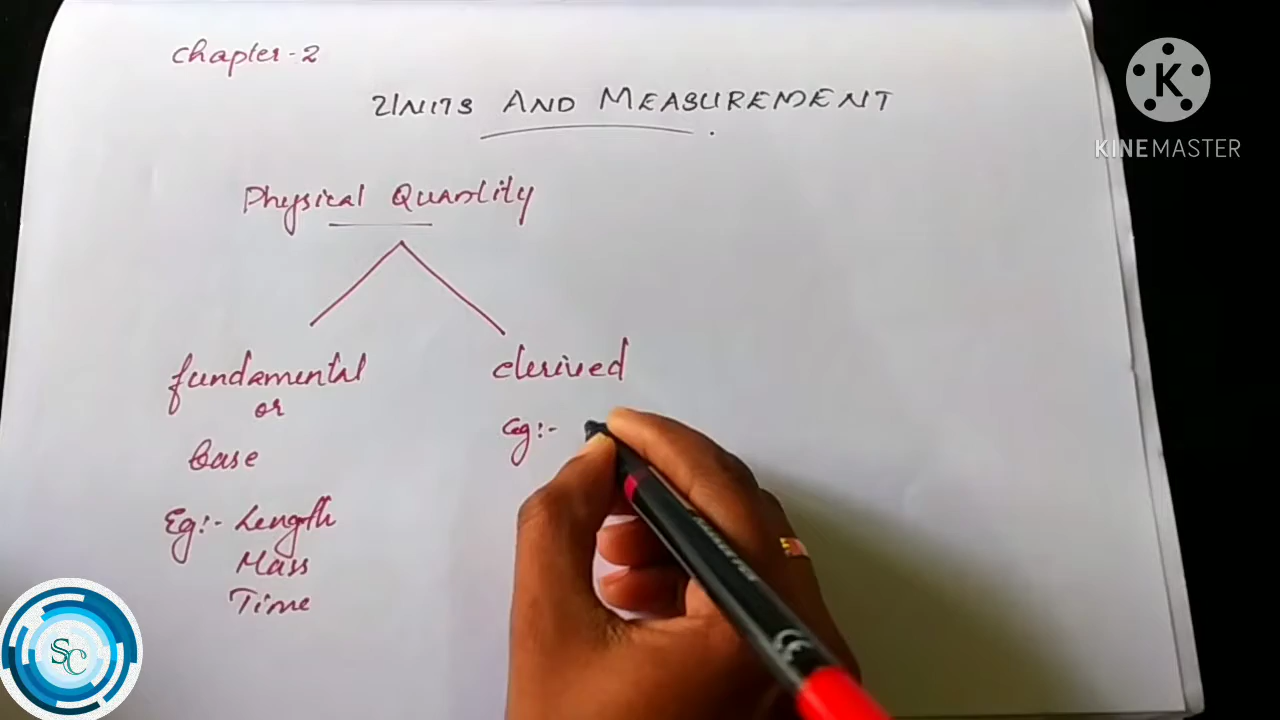 Chapter-2
UNITS AND MEASUREMENT
Physical Quantity
fundamental
or
base
Eg:- Length
Mass
Time
derived
Eg:-
K
KINEMASTER
SC